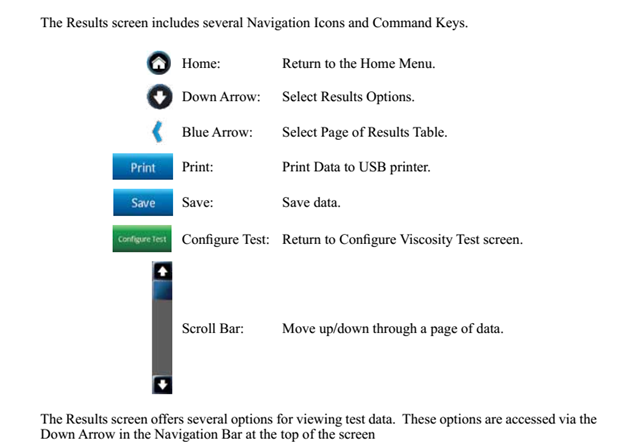 The Results screen includes several Navigation Icons and Command Keys.
Home: Return to the Home Menu.
Down Arrow: Select Results Options.
Blue Arrow: Select Page of Results Table.
Print Print: Print Data to USB printer.
Save Save: Save data.
Configure Test Configure Test: Return to Configure Viscosity Test screen.
Scroll Bar: Move up/down through a page of data.
The Results screen offers several options for viewing test data. These options are accessed via the
Down Arrow in the Navigation Bar at the top of the screen